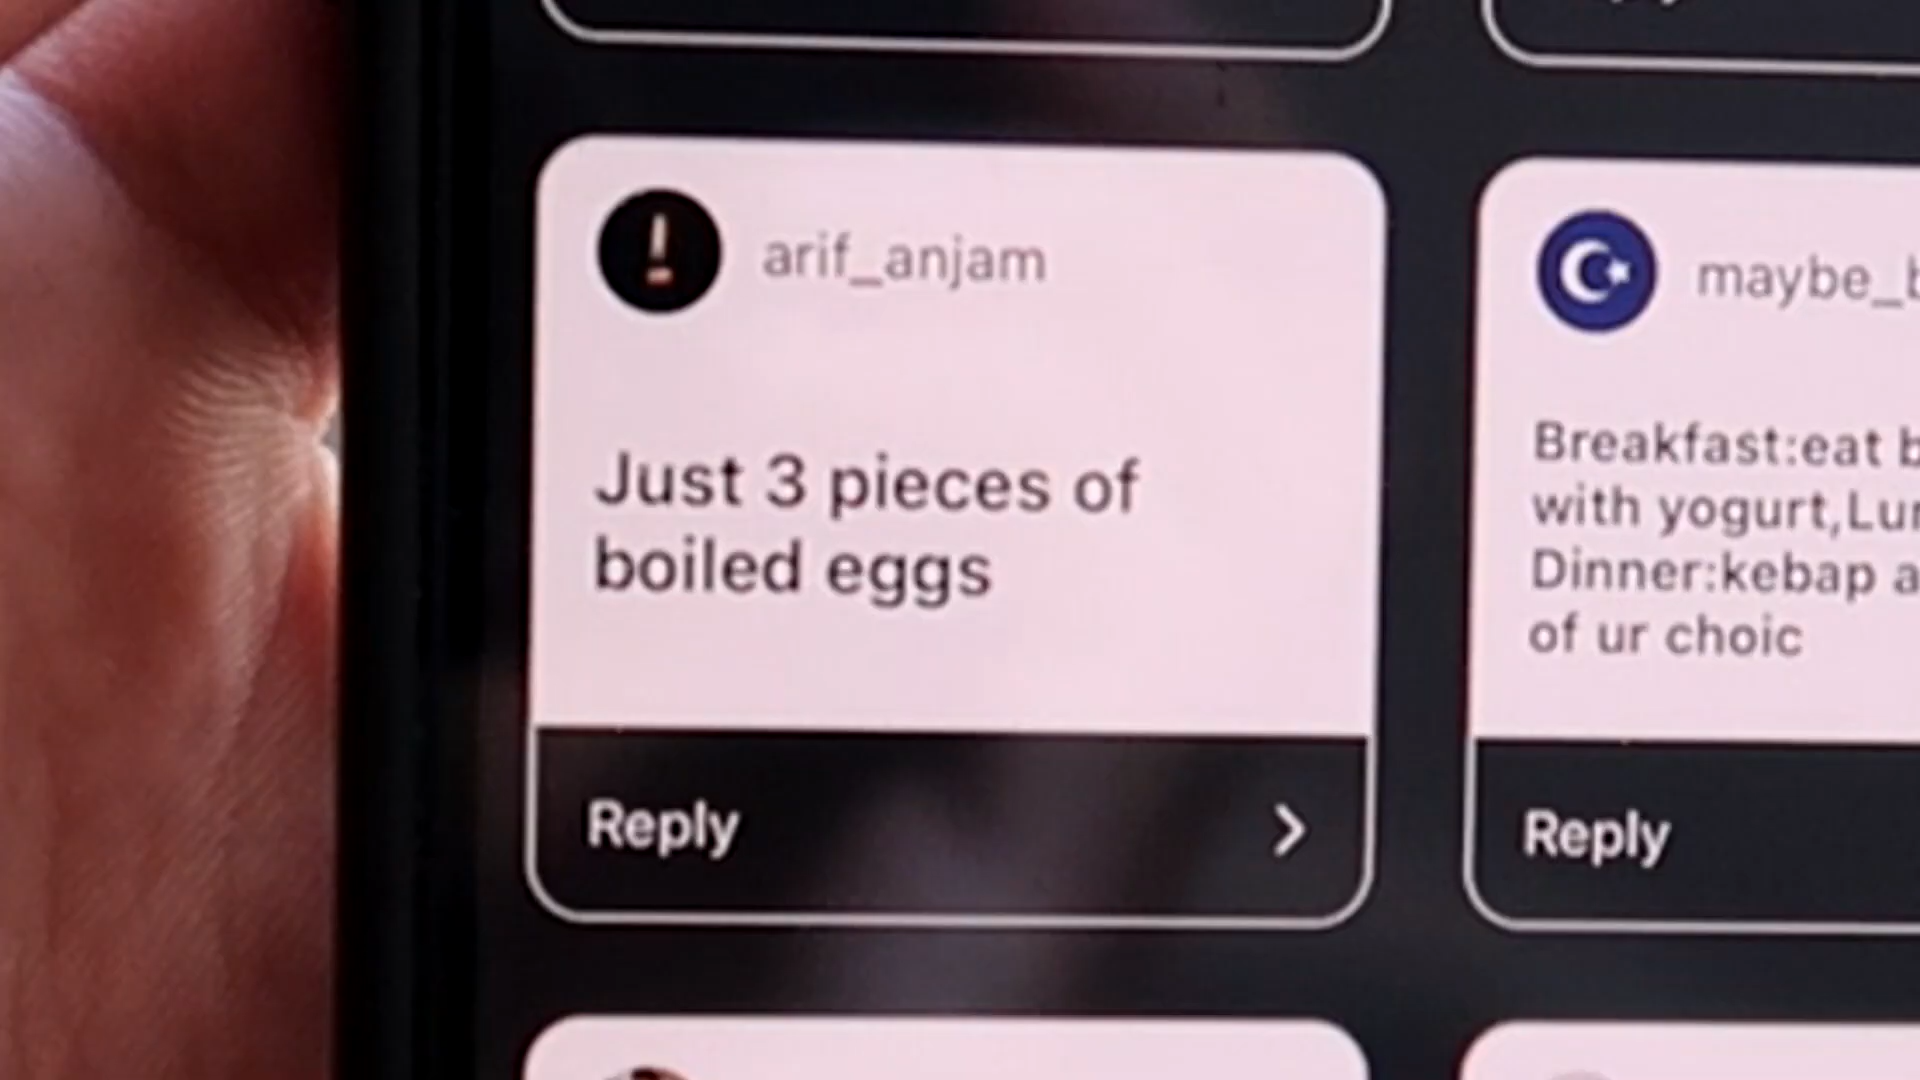 arif_anjam
Just 3 pieces of
boiled eggs
Reply
Breakfast:eat
with yogurt,
Dinner:kebap
of ur choic
Reply